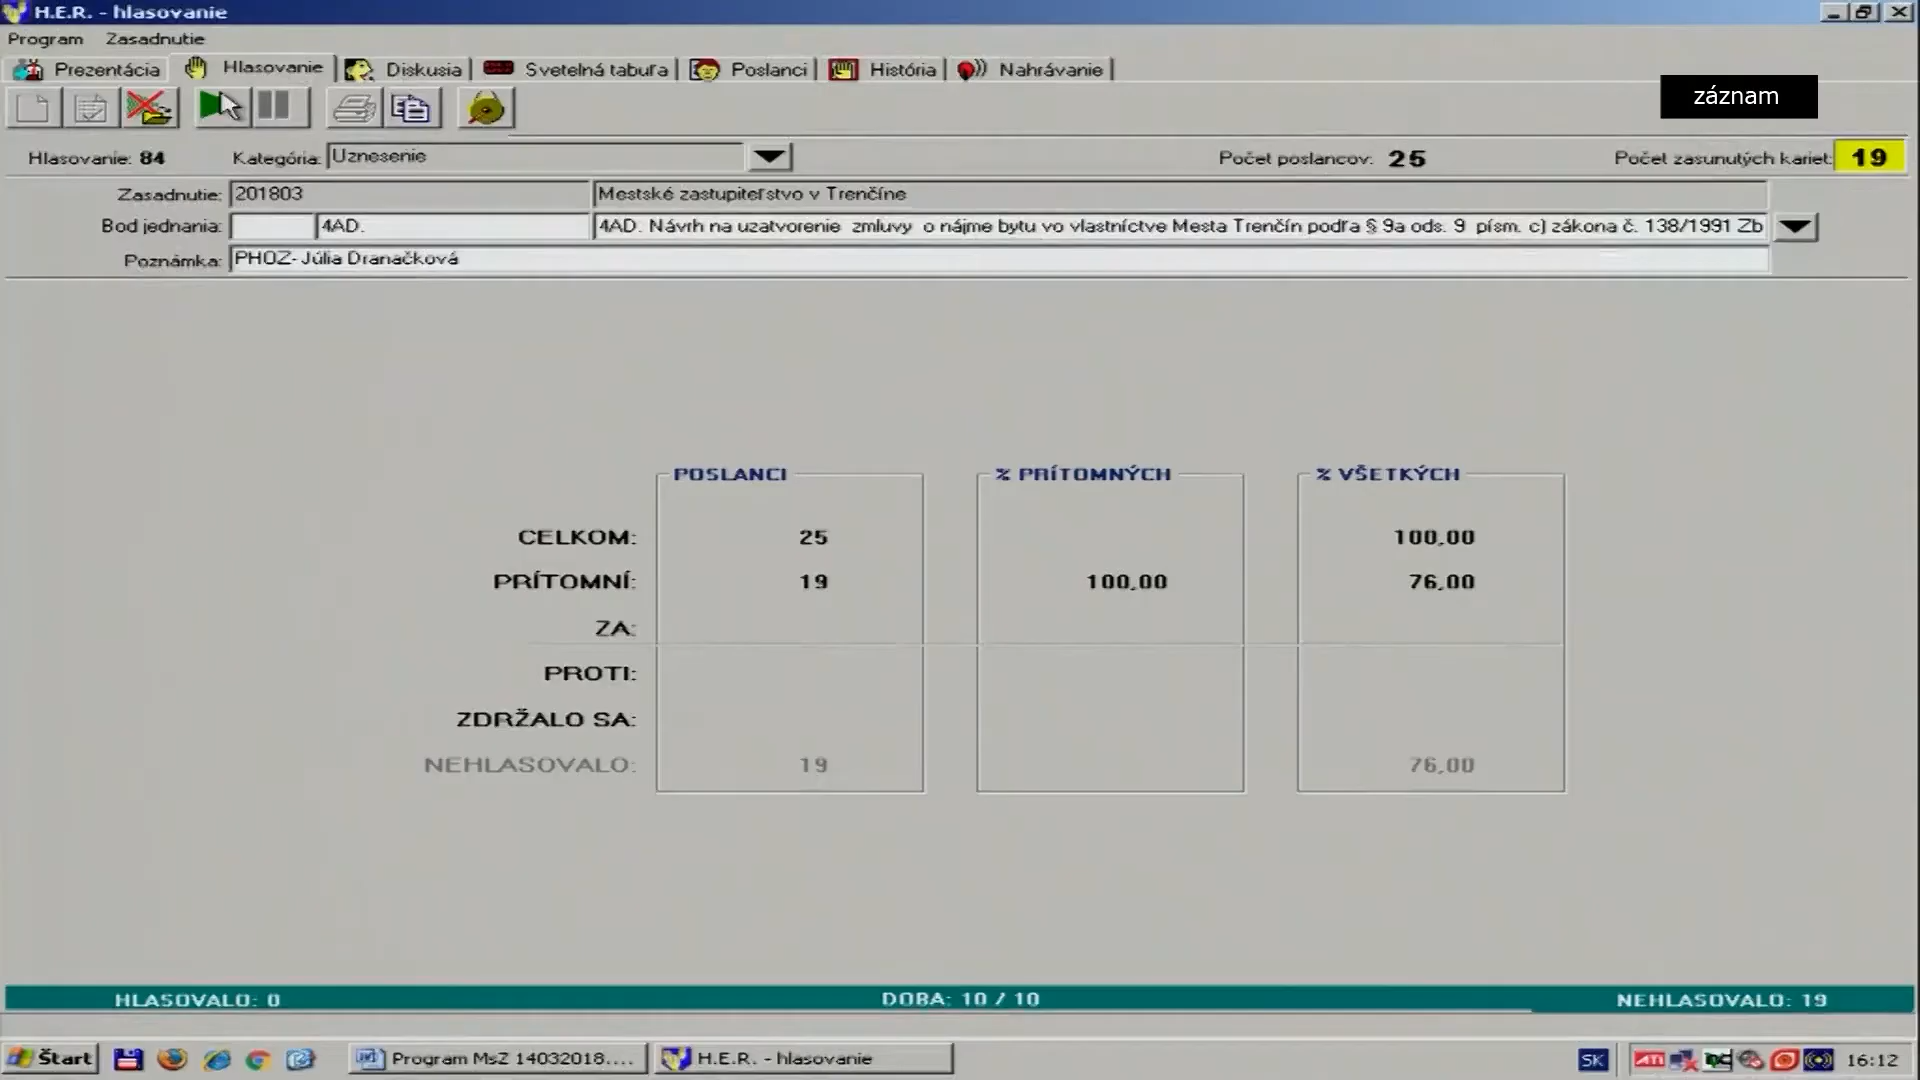 H.E.R. - hlasovanie
Program Zasadnutie
Prezentácia Hlasovanie Diskusia Svetelná tabuľa Poslanci História Nahrávanie
záznam
Hlasovanie: 84 Kategória: Uznesenie Počet poslancov: 25 Počet zasunutých kariet: 19
Zasadnutie: 201803 Mestské zastupiteľstvo v Trenčíne
Bod jednania: 4AD. 4AD. Návrh na uzatvorenie zmluvy o nájme bytu vo vlastníctve Mesta Trenčín podľa § 9a ods. 9 písm. c) zákona č. 138/1991 Zb
Poznámka: PHOZ- Júlia Dranačková
POSLANCI % PRÍTOMNÝCH % VŠETKÝCH
CELKOM: 25 100,00
PRÍTOMNÍ: 19 100,00 76,00
ZA:
PROTI:
ZDRŽALO SA:
NEHLASOVALO: 19 76,00
HLASOVALO: 0 DOBA: 10 / 10 NEHLASOVALO: 19
Štart Program MsZ 14032018.... H.E.R. - hlasovanie SK ATI 16:12